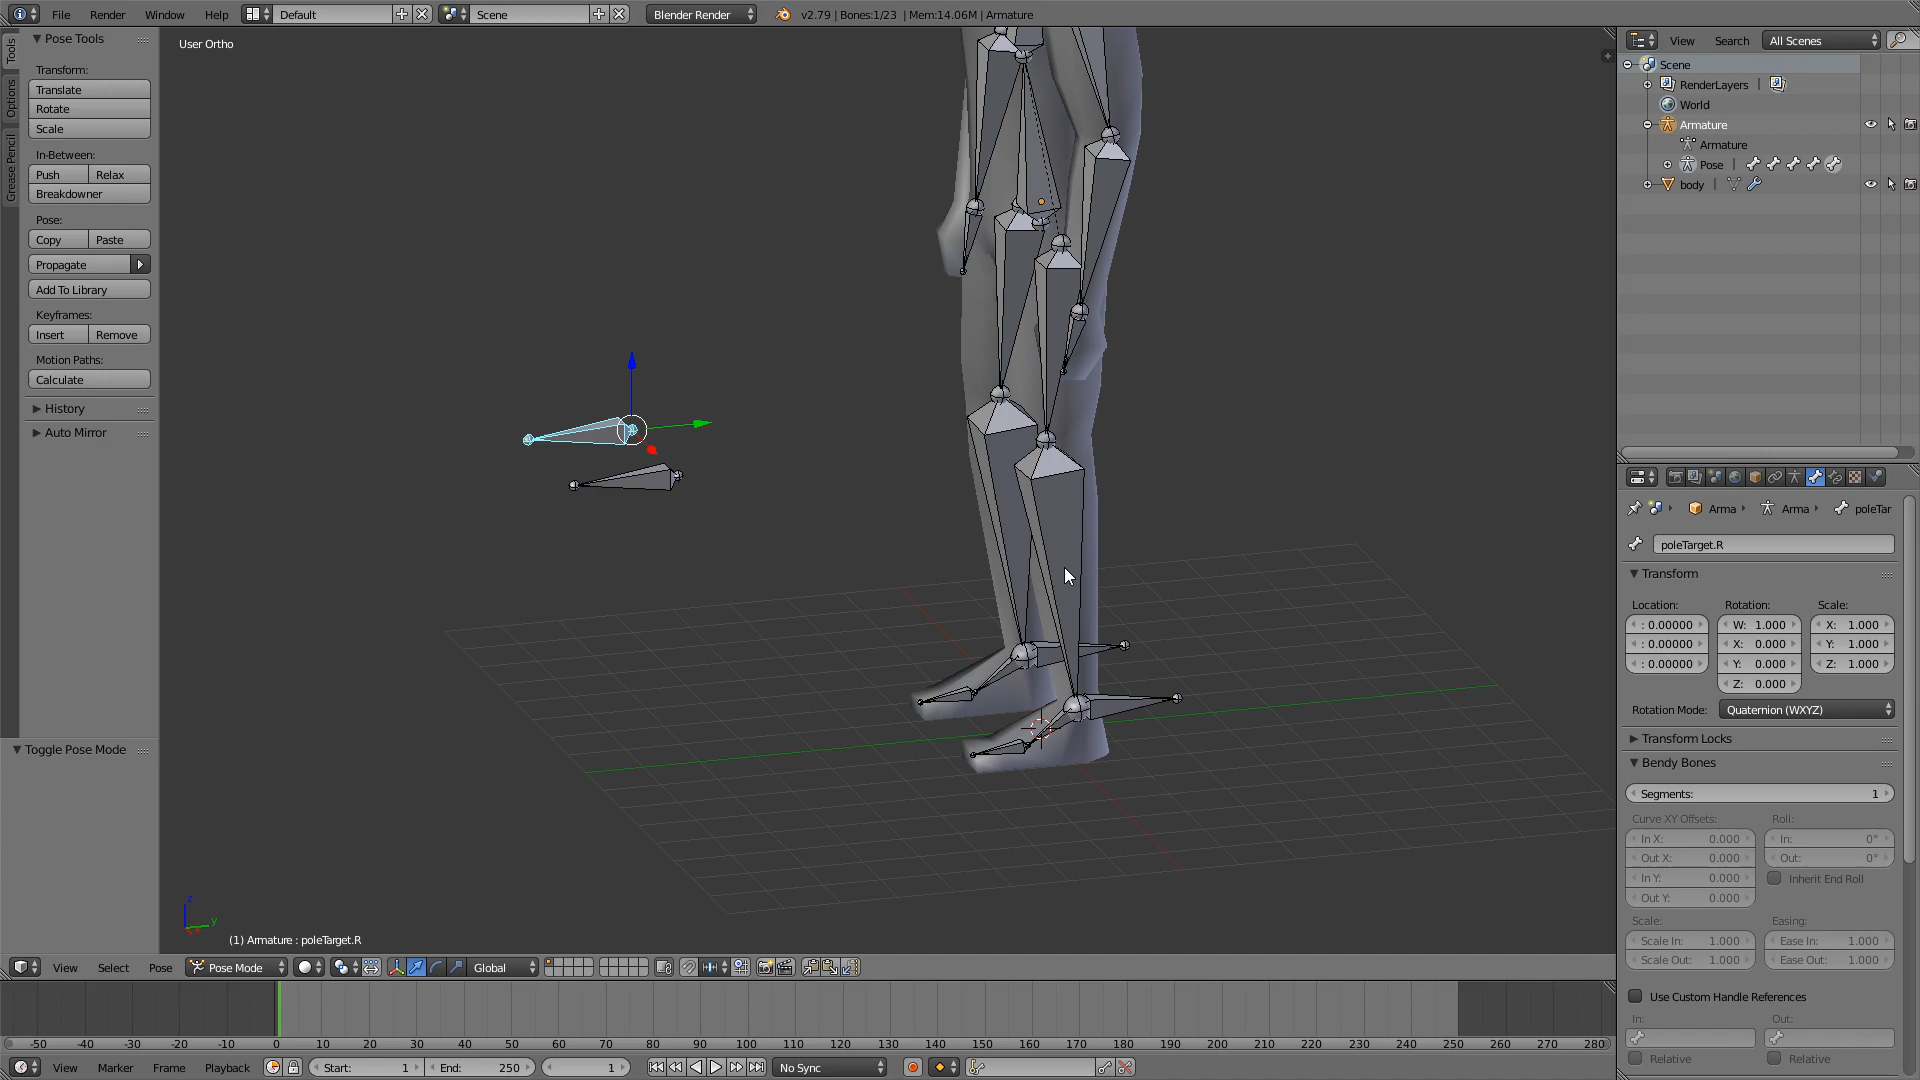 File Render Window Help Default Scene Blender Render v2.79 | Bones:1/23 | Mem:14.06M | Armature
Tools
Options
Grease Pencil
Pose Tools
Transform:
Translate
Rotate
Scale
In-Between:
Push Relax
Breakdowner
Pose:
Copy Paste
Propagate
Add To Library
Keyframes:
Insert Remove
Motion Paths:
Calculate
History
Auto Mirror
Toggle Pose Mode
User Ortho
z
y
(1) Armature : poleTarget.R
View Search All Scenes
Scene
RenderLayers |
World
Armature
Armature
Pose |
body |
Arma Arma poleTar
poleTarget.R
Transform
Location: Rotation: Scale:
: 0.00000 W: 1.000 X: 1.000
: 0.00000 X: 0.000 Y: 1.000
: 0.00000 Y: 0.000 Z: 1.000
Z: 0.000
Rotation Mode: Quaternion (WXYZ)
Transform Locks
Bendy Bones
Segments: 1
Curve XY Offsets: Roll:
In X: 0.000 In: 0°
Out X: 0.000 Out: 0°
In Y: 0.000 Inherit End Roll
Out Y: 0.000
Scale: Easing:
Scale In: 1.000 Ease In: 1.000
Scale Out: 1.000 Ease Out: 1.000
Use Custom Handle References
In: Out:
Relative Relative
View Select Pose Pose Mode Global
-50 -40 -30 -20 -10 0 10 20 30 40 50 60 70 80 90 100 110 120 130 140 150 160 170 180 190 200 210 220 230 240 250 260 270 280
View Marker Frame Playback Start: 1 End: 250 1 No Sync